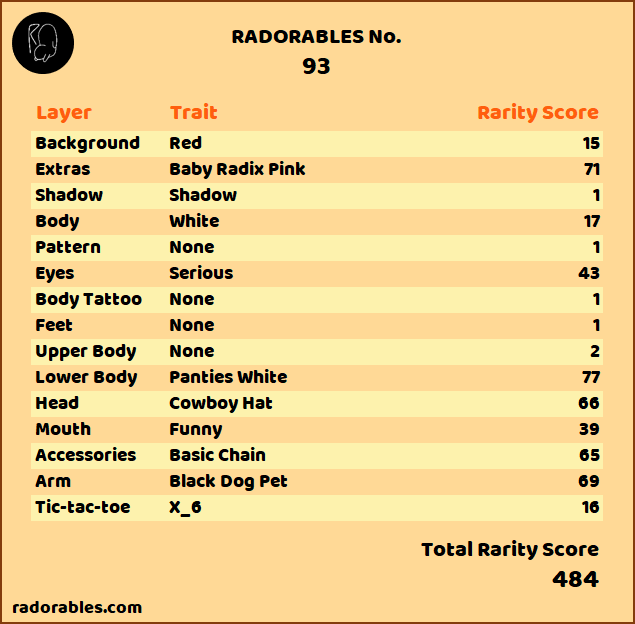 RADORABLES No.
93
Layer Trait Rarity Score
Background Red 15
Extras Baby Radix Pink 71
Shadow Shadow 1
Body White 17
Pattern None 1
Eyes Serious 43
Body Tattoo None 1
Feet None 1
Upper Body None 2
Lower Body Panties White 77
Head Cowboy Hat 66
Mouth Funny 39
Accessories Basic Chain 65
Arm Black Dog Pet 69
Tic-tac-toe X_6 16
Total Rarity Score
484
radorables.com